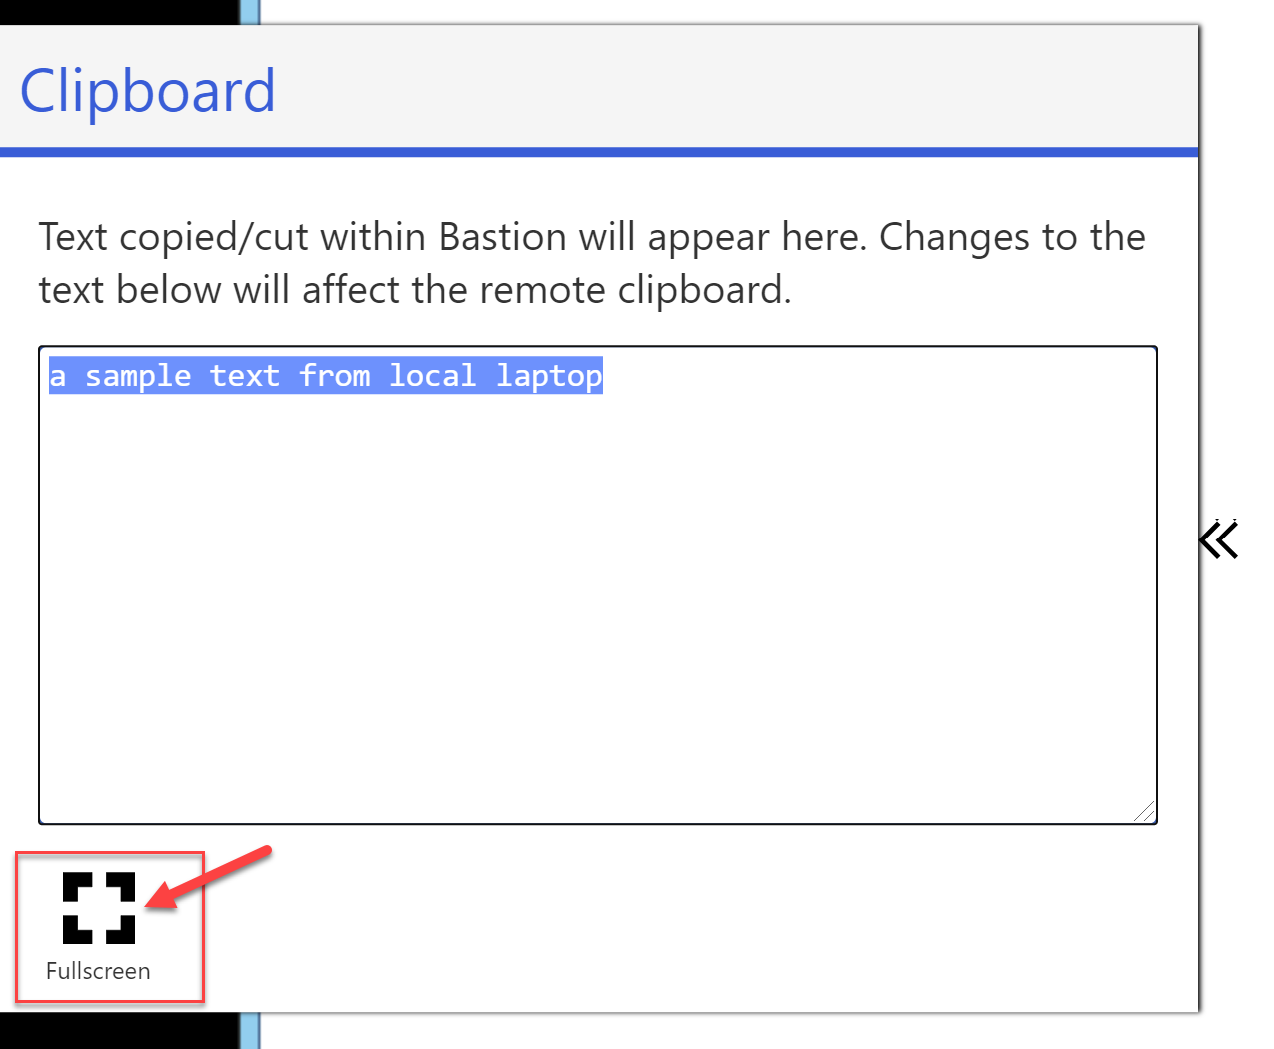 Clipboard
Text copied/cut within Bastion will appear here. Changes to the
text below will affect the remote clipboard.
a sample text from local laptop
Fullscreen